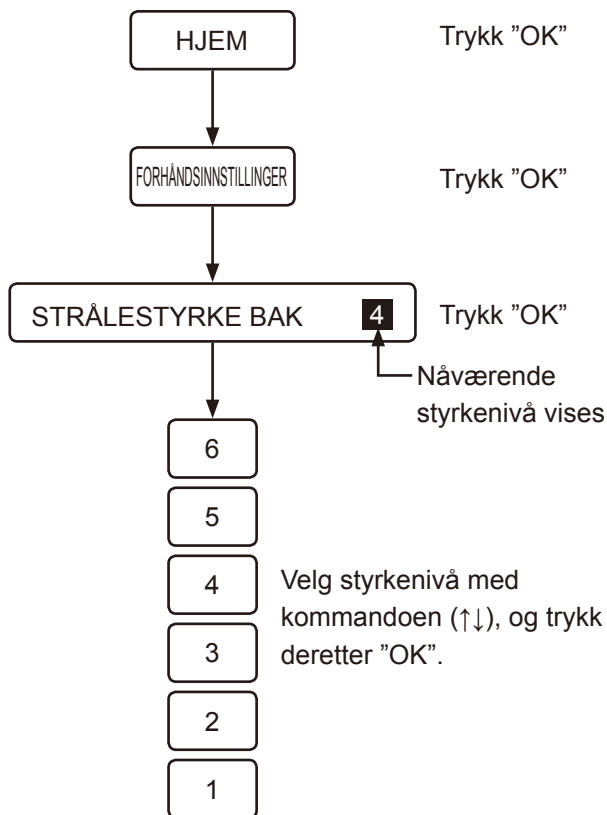 HJEM
Trykk ”OK”
FORHÅNDSINNSTILLINGER
Trykk ”OK”
STRÅLESTYRKE BAK 4
Trykk ”OK”
Nåværende
styrkenivå vises
6
5
4
3
2
1
Velg styrkenivå med
kommandoen (↑↓), og trykk
deretter ”OK”.